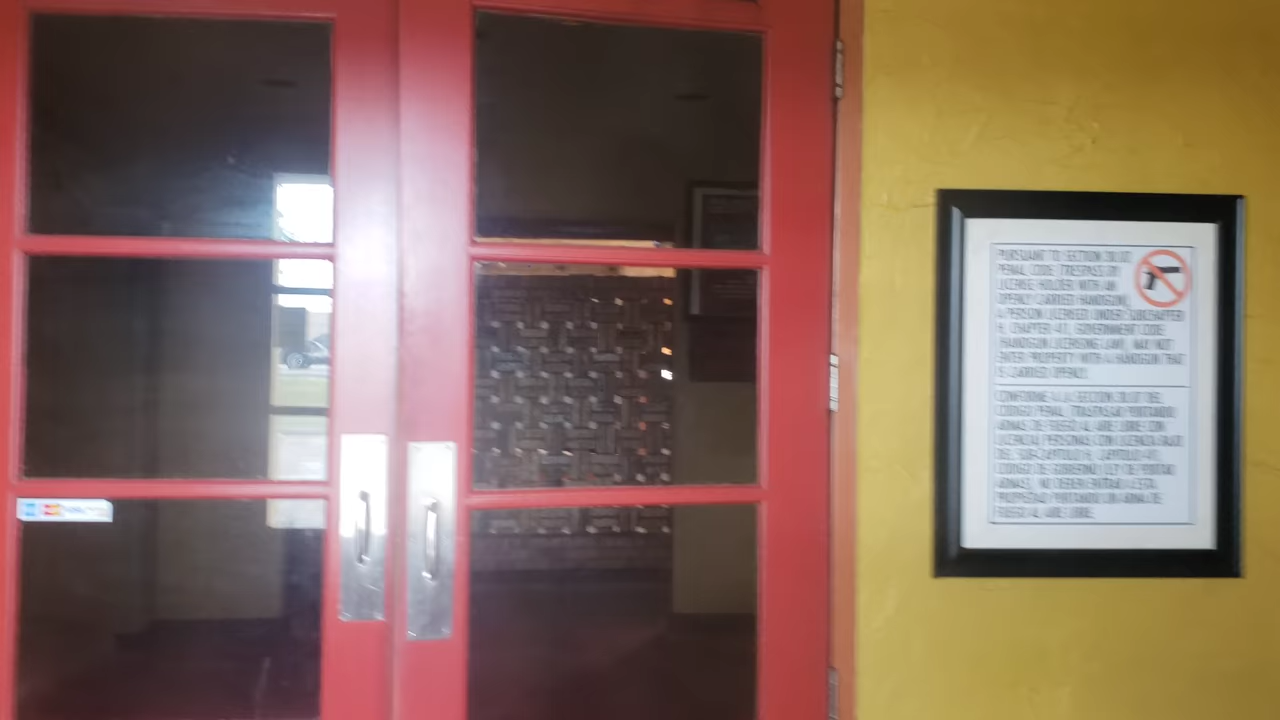 PURSUANT TO SECTION 30.07
PENAL CODE (TRESPASS BY
LICENSE HOLDER WITH AN
OPENLY CARRIED HANDGUN),
A PERSON LICENSED UNDER SUBCHAPTER
H, CHAPTER 411, GOVERNMENT CODE
(HANDGUN LICENSING LAW), MAY NOT
ENTER PROPERTY WITH A HANDGUN THAT
IS CARRIED OPENLY.
CONFORME A LA SECCION 30.07 DEL
CODIGO PENAL (TRASPASAR PORTANDO
ARMAS DE FUEGO AL AIRE LIBRE CON
LICENCIA) PERSONAS CON LICENCIA BAJO
DEL SUB-CAPITULO H, CAPITULO 411,
CODIGO DE GOBIERNO (LEY DE PORTAR
ARMAS), NO DEBEN ENTRAR A ESTA
PROPIEDAD PORTANDO UN ARMA DE
FUEGO AL AIRE LIBRE.